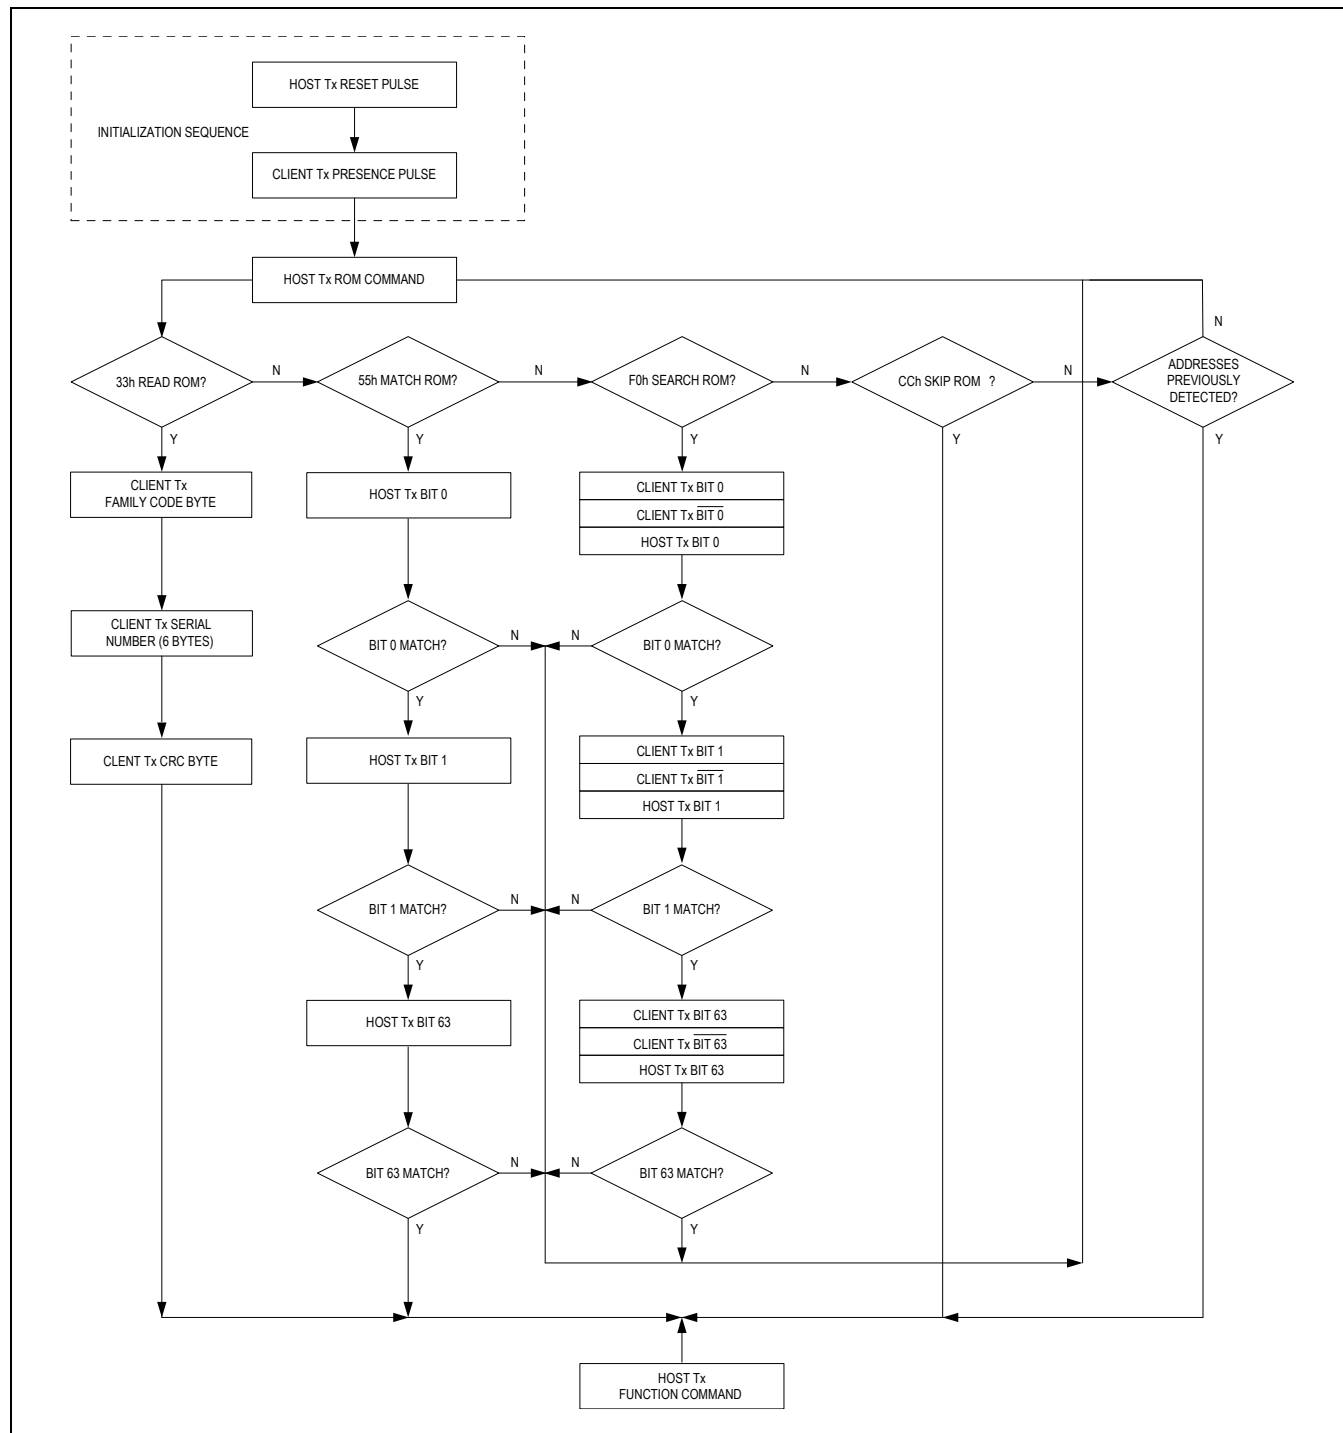 HOST Tx RESET PULSE
INITIALIZATION SEQUENCE
CLIENT Tx PRESENCE PULSE
HOST Tx ROM COMMAND
N
33h READ ROM?
N
55h MATCH ROM?
N
F0h SEARCH ROM?
N
CCh SKIP ROM ?
N
ADDRESSES
PREVIOUSLY
DETECTED?
Y
Y
Y
Y
Y
CLIENT Tx
FAMILY CODE BYTE
HOST Tx BIT 0
CLIENT Tx BIT 0
CLIENT Tx B̅I̅T̅ ̅0̅
HOST Tx BIT 0
CLIENT Tx SERIAL
NUMBER (6 BYTES)
BIT 0 MATCH?
N
N
BIT 0 MATCH?
Y
Y
CLENT Tx CRC BYTE
HOST Tx BIT 1
CLIENT Tx BIT 1
CLIENT Tx B̅I̅T̅ ̅1̅
HOST Tx BIT 1
BIT 1 MATCH?
N
N
BIT 1 MATCH?
Y
Y
HOST Tx BIT 63
CLIENT Tx BIT 63
CLIENT Tx B̅I̅T̅ ̅6̅3̅
HOST Tx BIT 63
BIT 63 MATCH?
N
N
BIT 63 MATCH?
Y
Y
HOST Tx
FUNCTION COMMAND